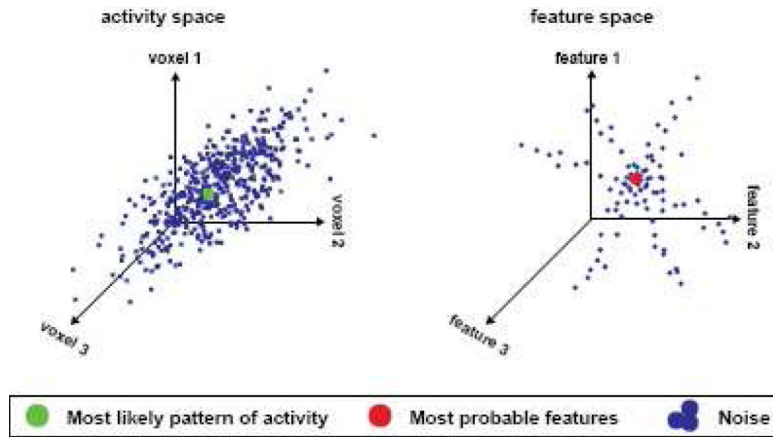 activity space
feature space
voxel 1
feature 1
voxel 2
feature 2
voxel 3
feature 3
Most likely pattern of activity
Most probable features
Noise